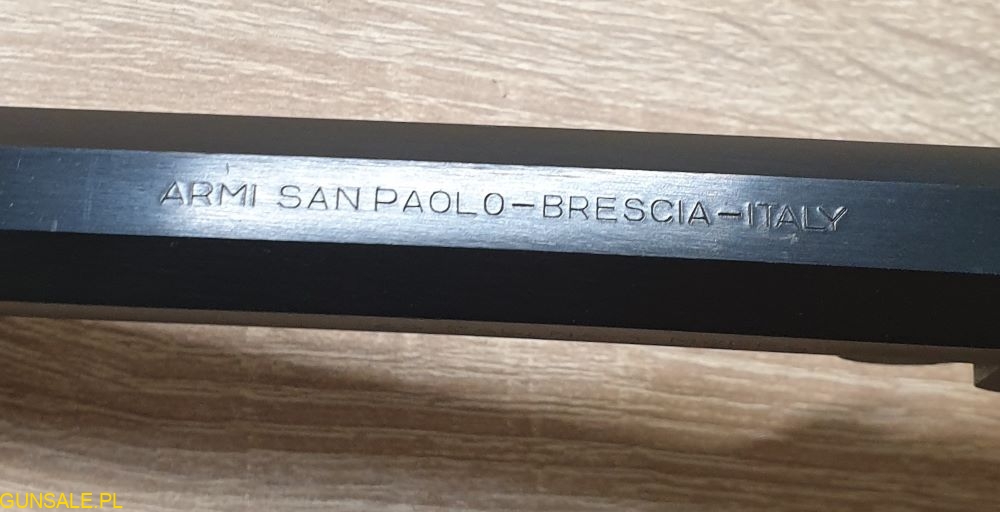 ARMI SAN PAOLO-BRESCIA-ITALY
GUNSALE.PL